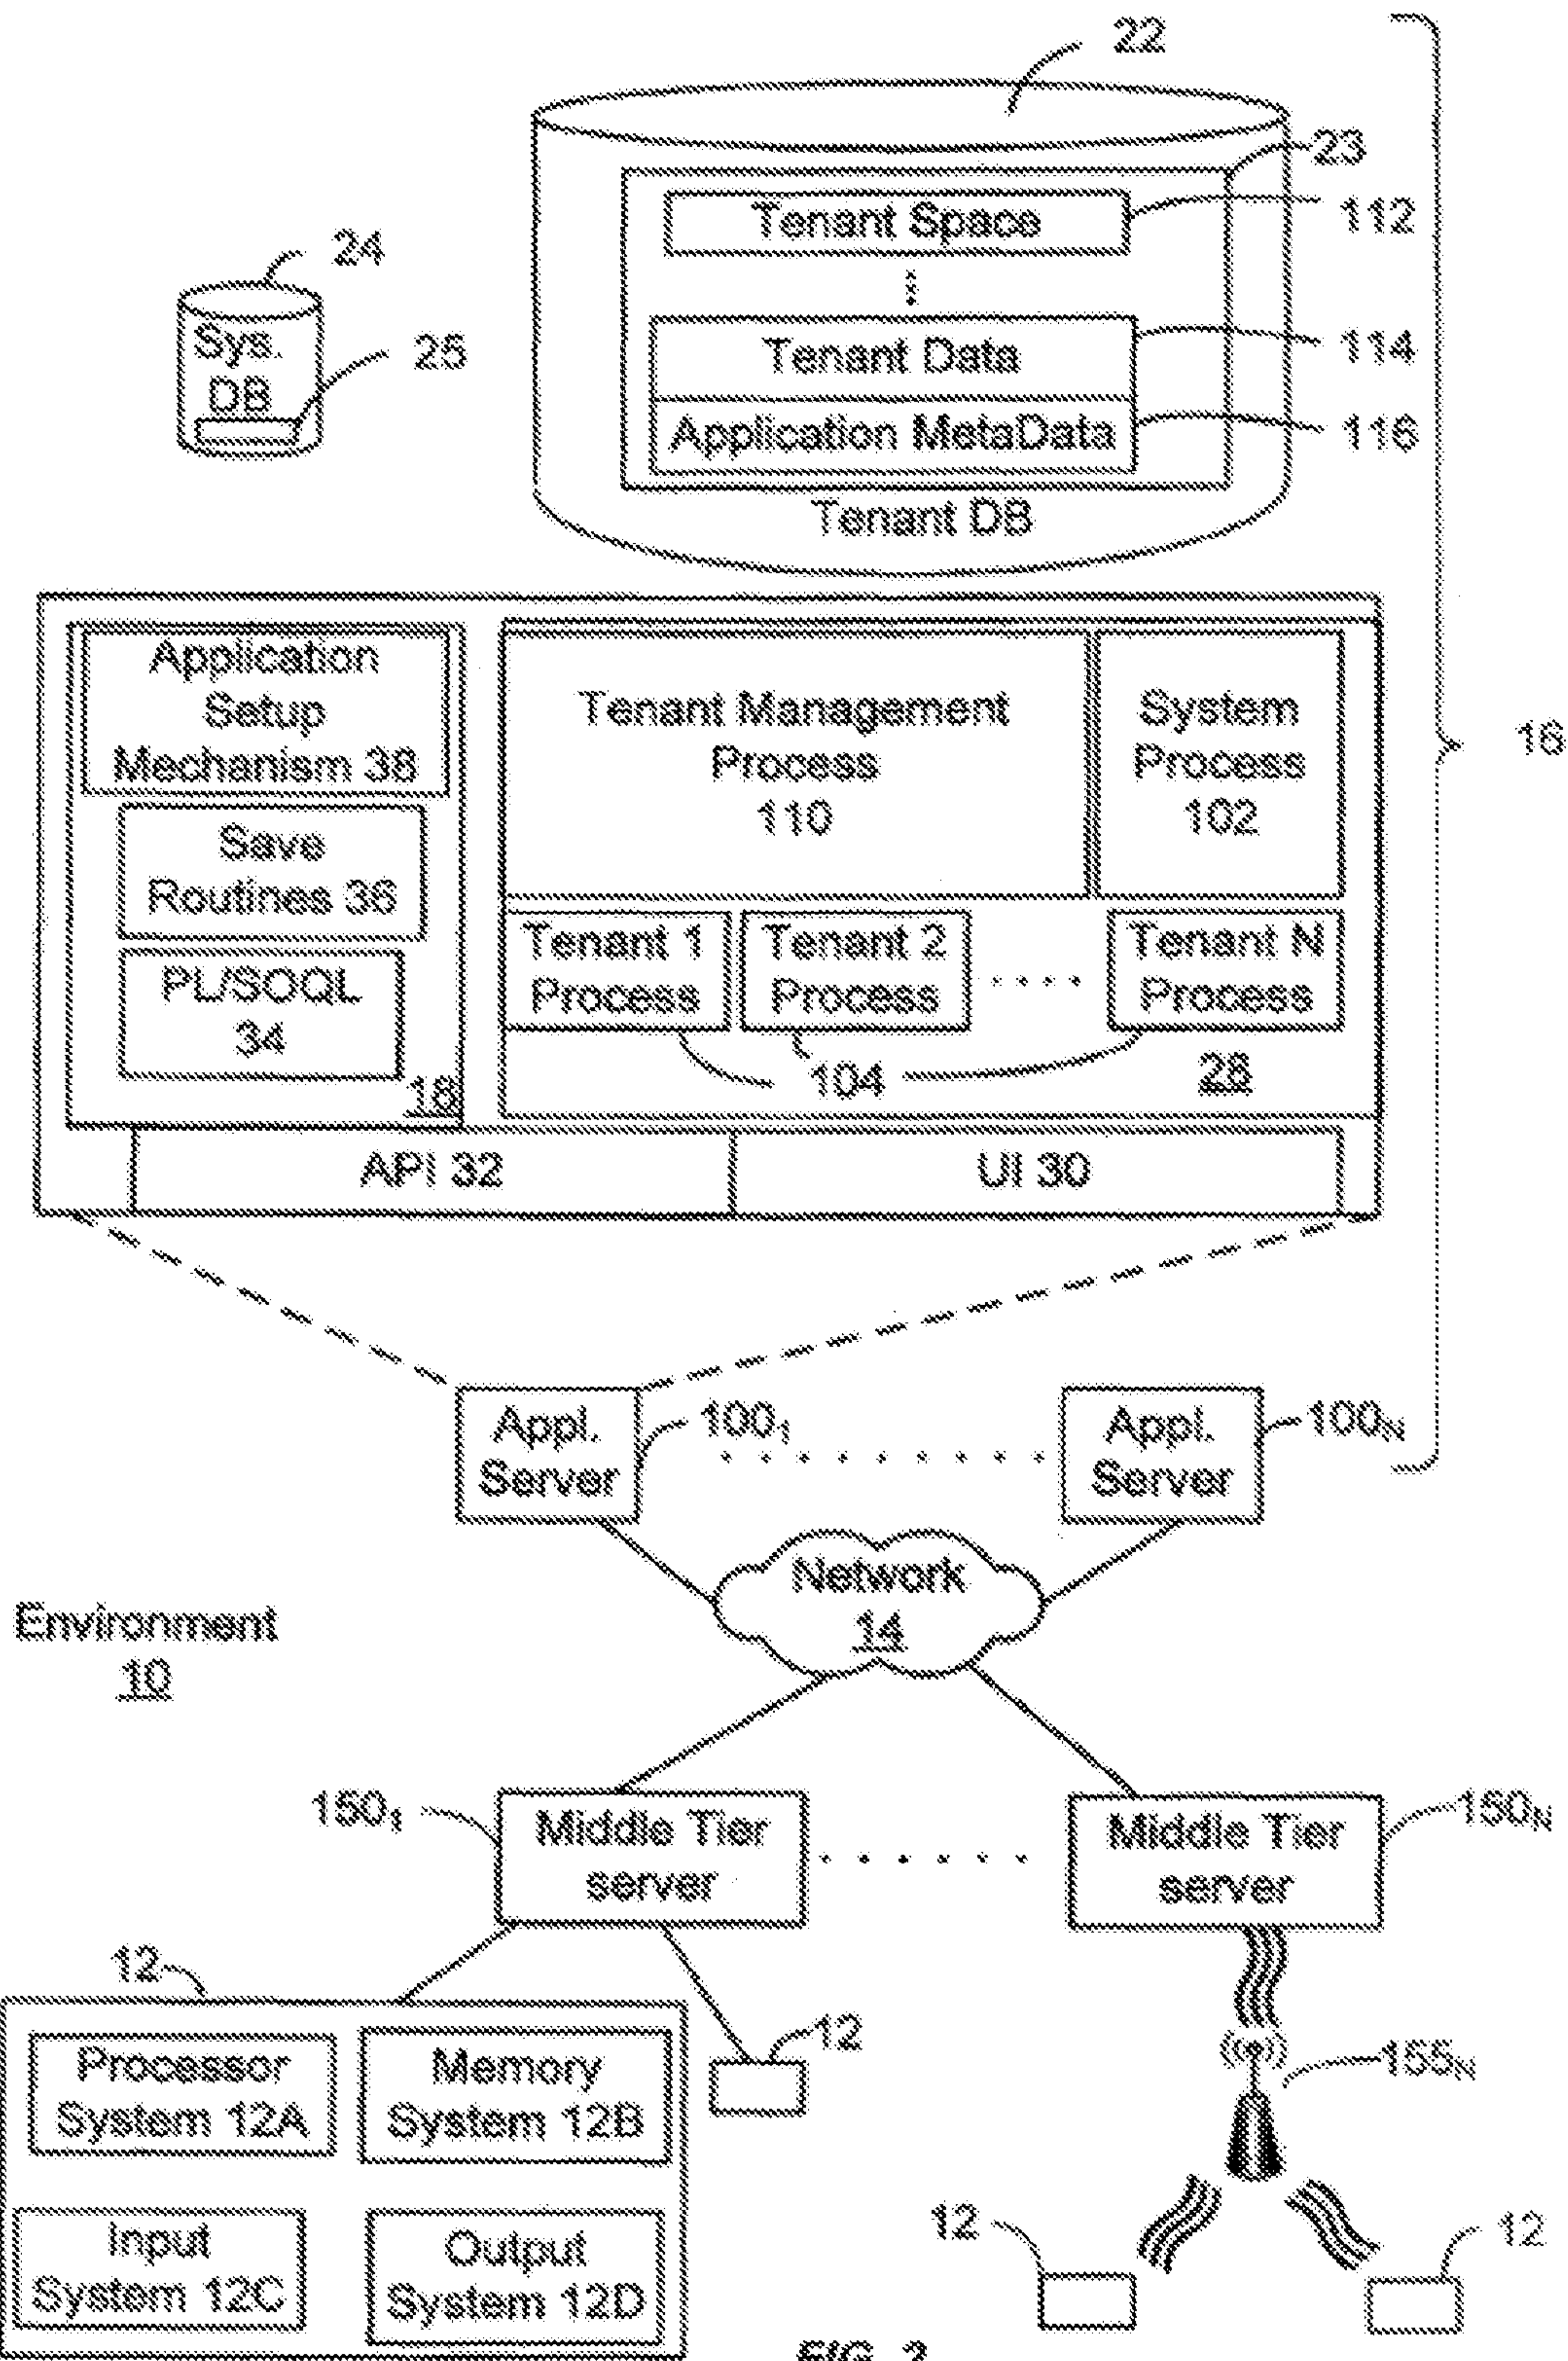 22
23
Tenant Space
112
24
Sys.
DB
25
Tenant Data
114
Application MetaData
116
Tenant DB
Application
Setup
Mechanism 38
Tenant Management
Process
110
System
Process
102
16
Save
Routines 36
Tenant 1
Process
Tenant 2
Process
Tenant N
Process
PL/SOQL
34
104
28
18
API 32
UI 30
Appl.
Server
100₁
Appl.
Server
100N
Network
14
Environment
10
150₁
Middle Tier
server
Middle Tier
server
150N
12
Processor
System 12A
Memory
System 12B
12
155N
Input
System 12C
Output
System 12D
12
12
FIG. 2